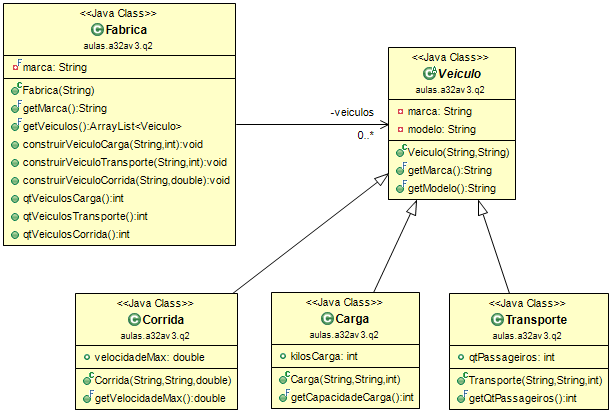 <<Java Class>>
Fabrica
aulas.a32av3.q2
marca: String
Fabrica(String)
getMarca():String
getVeiculos():ArrayList<Veiculo>
construirVeiculoCarga(String,int):void
construirVeiculoTransporte(String,int):void
construirVeiculoCorrida(String,double):void
qtVeiculosCarga():int
qtVeiculosTransporte():int
qtVeiculosCorrida():int
-veiculos
0..*
<<Java Class>>
Veiculo
aulas.a32av3.q2
marca: String
modelo: String
Veiculo(String,String)
getMarca():String
getModelo():String
<<Java Class>>
Corrida
aulas.a32av3.q2
velocidadeMax: double
Corrida(String,String,double)
getVelocidadeMax():double
<<Java Class>>
Carga
aulas.a32av3.q2
kilosCarga: int
Carga(String,String,int)
getCapacidadeCarga():int
<<Java Class>>
Transporte
aulas.a32av3.q2
qtPassageiros: int
Transporte(String,String,int)
getQtPassageiros():int